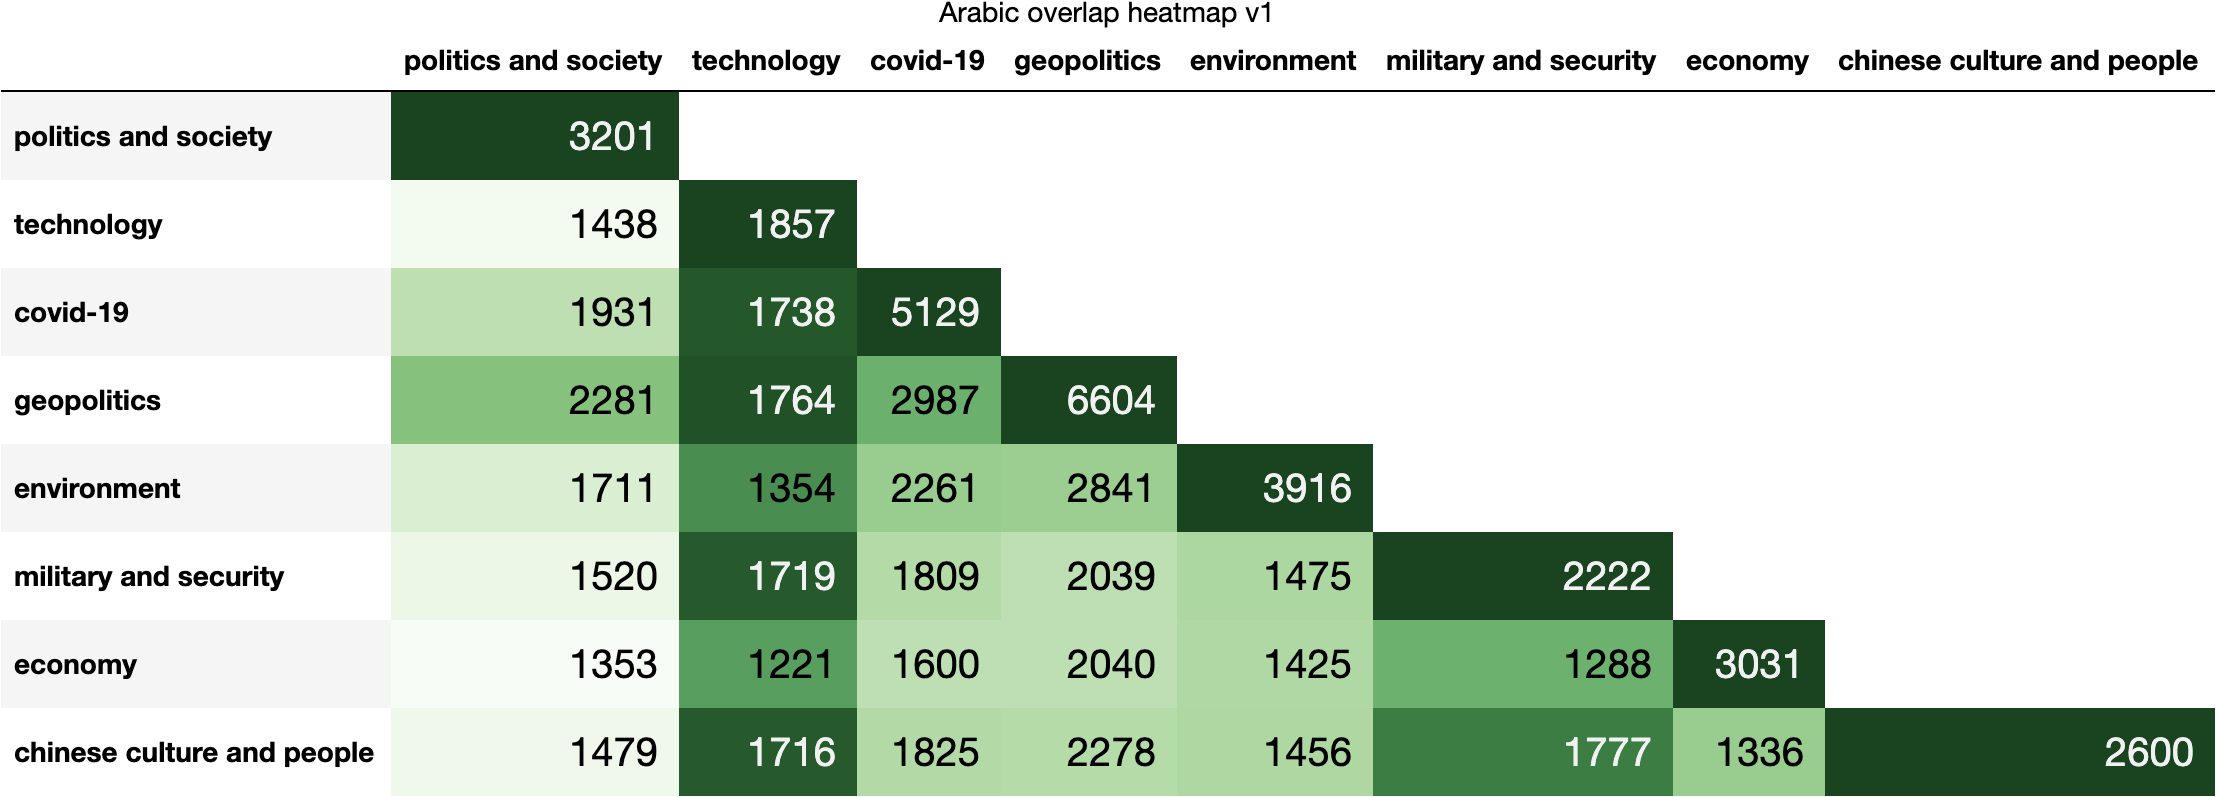 Arabic overlap heatmap v1
politics and society technology covid-19 geopolitics environment military and security economy chinese culture and people
politics and society 3201
technology 1438 1857
covid-19 1931 1738 5129
geopolitics 2281 1764 2987 6604
environment 1711 1354 2261 2841 3916
military and security 1520 1719 1809 2039 1475 2222
economy 1353 1221 1600 2040 1425 1288 3031
chinese culture and people 1479 1716 1825 2278 1456 1777 1336 2600